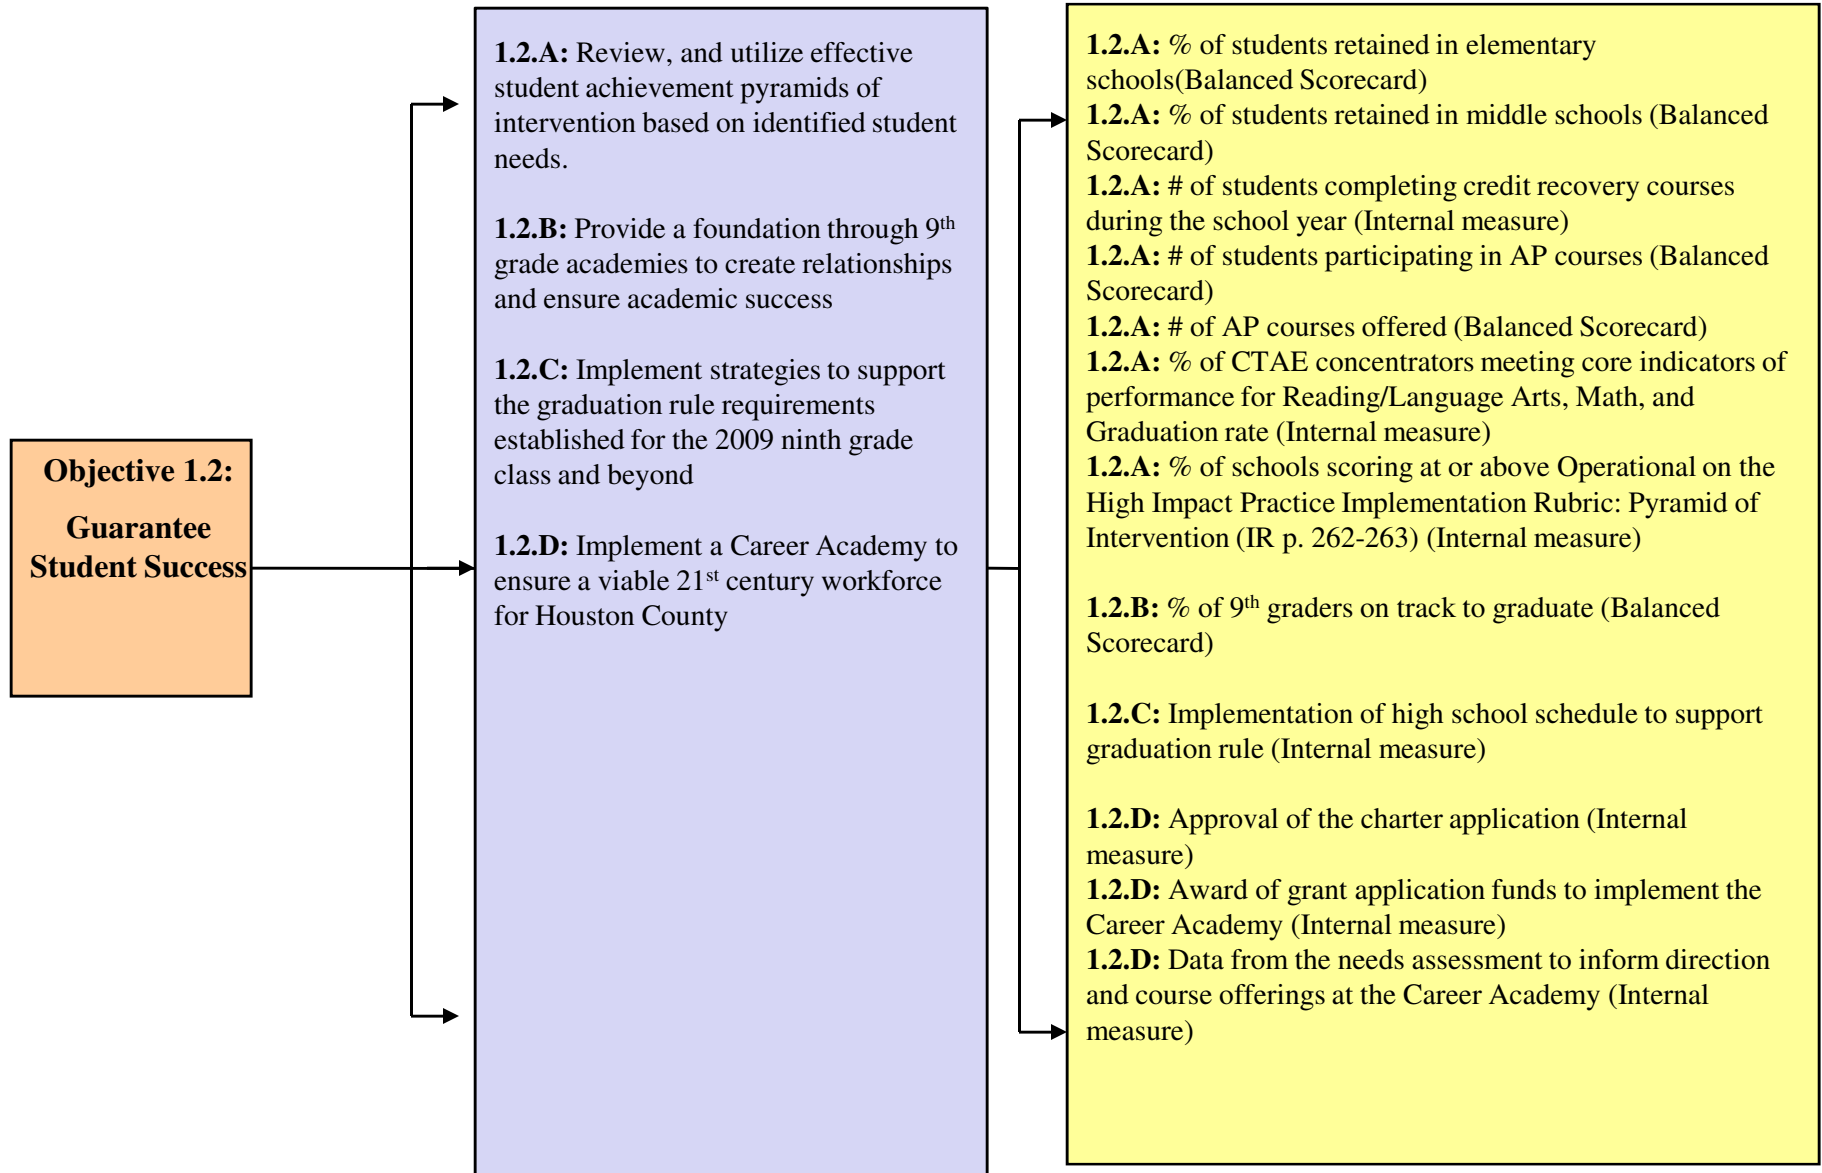 Objective 1.2:
Guarantee
Student Success
1.2.A: Review, and utilize effective
student achievement pyramids of
intervention based on identified student
needs.
1.2.B: Provide a foundation through 9th
grade academies to create relationships
and ensure academic success
1.2.C: Implement strategies to support
the graduation rule requirements
established for the 2009 ninth grade
class and beyond
1.2.D: Implement a Career Academy to
ensure a viable 21st century workforce
for Houston County
1.2.A: % of students retained in elementary
schools(Balanced Scorecard)
1.2.A: % of students retained in middle schools (Balanced
Scorecard)
1.2.A: # of students completing credit recovery courses
during the school year (Internal measure)
1.2.A: # of students participating in AP courses (Balanced
Scorecard)
1.2.A: # of AP courses offered (Balanced Scorecard)
1.2.A: % of CTAE concentrators meeting core indicators of
performance for Reading/Language Arts, Math, and
Graduation rate (Internal measure)
1.2.A: % of schools scoring at or above Operational on the
High Impact Practice Implementation Rubric: Pyramid of
Intervention (IR p. 262-263) (Internal measure)
1.2.B: % of 9th graders on track to graduate (Balanced
Scorecard)
1.2.C: Implementation of high school schedule to support
graduation rule (Internal measure)
1.2.D: Approval of the charter application (Internal
measure)
1.2.D: Award of grant application funds to implement the
Career Academy (Internal measure)
1.2.D: Data from the needs assessment to inform direction
and course offerings at the Career Academy (Internal
measure)